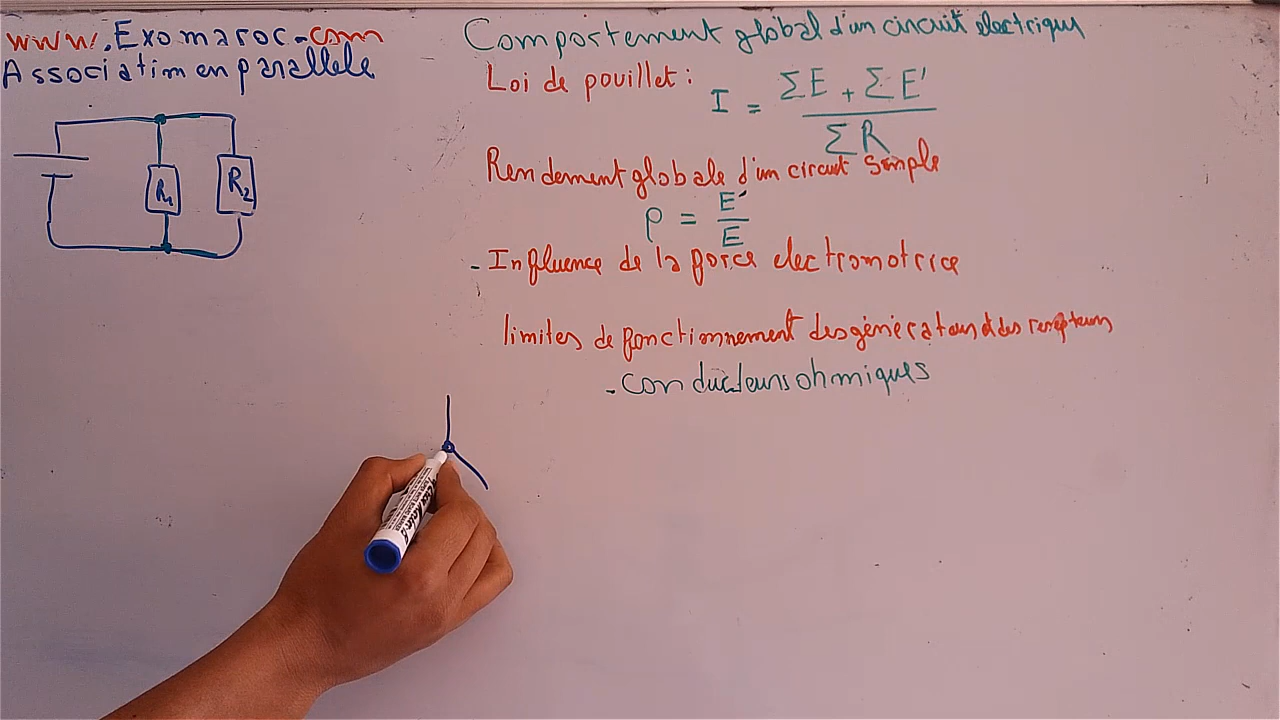 www.Exomaroc.com
Association en parallele
R1
R2
Comportement global d'un circuit electrique
Loi de pouillet :
I = ΣE + ΣE' / ΣR
Rendement globale d'un circuit simple
ρ = E' / E
- Influence de la force electromotrice
limites de fonctionnement des générateurs et des recepteurs
- conducteurs ohmiques